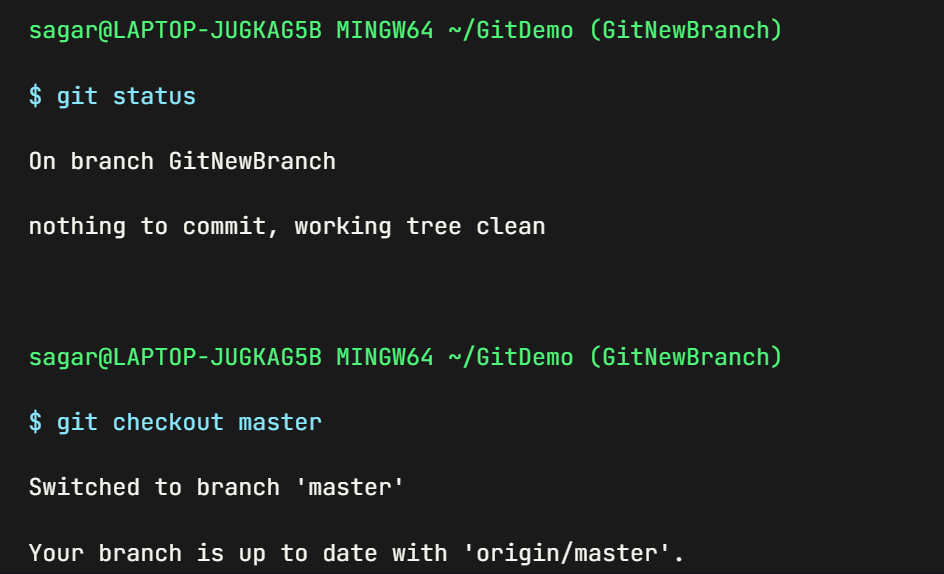 sagar@LAPTOP-JUGKAG5B MINGW64 ~/GitDemo (GitNewBranch)
$ git status
On branch GitNewBranch
nothing to commit, working tree clean
sagar@LAPTOP-JUGKAG5B MINGW64 ~/GitDemo (GitNewBranch)
$ git checkout master
Switched to branch 'master'
Your branch is up to date with 'origin/master'.